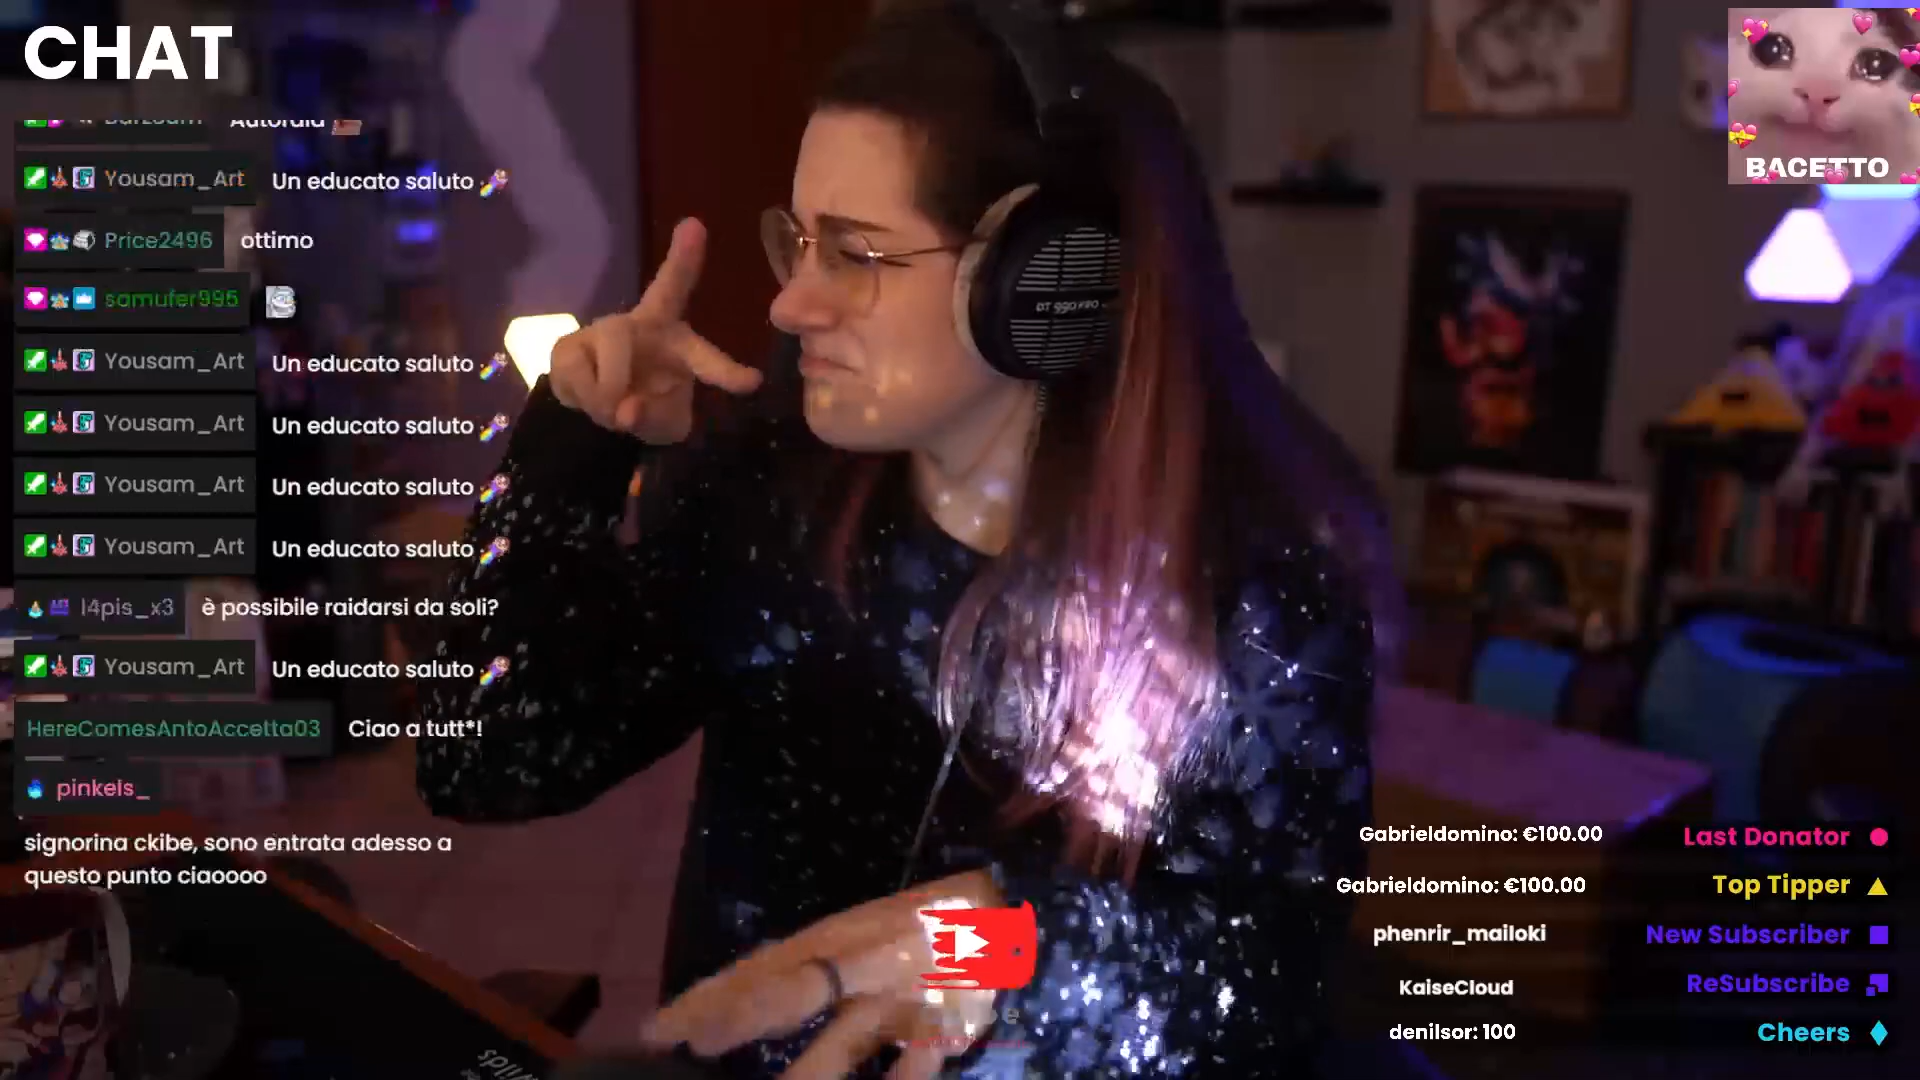 CHAT
Yousam_Art Un educato saluto
Price2496 ottimo
samufer995
Yousam_Art Un educato saluto
Yousam_Art Un educato saluto
Yousam_Art Un educato saluto
Yousam_Art Un educato saluto
l4pis_x3 è possibile raidarsi da soli?
Yousam_Art Un educato saluto
HereComesAntoAccetta03 Ciao a tutt*!
pinkels_
signorina ckibe, sono entrata adesso a
questo punto ciaoooo
BACETTO
DT 990 PRO
Gabrieldomino: €100.00 Last Donator
Gabrieldomino: €100.00 Top Tipper
phenrir_mailoki New Subscriber
KaiseCloud ReSubscribe
denilsor: 100 Cheers